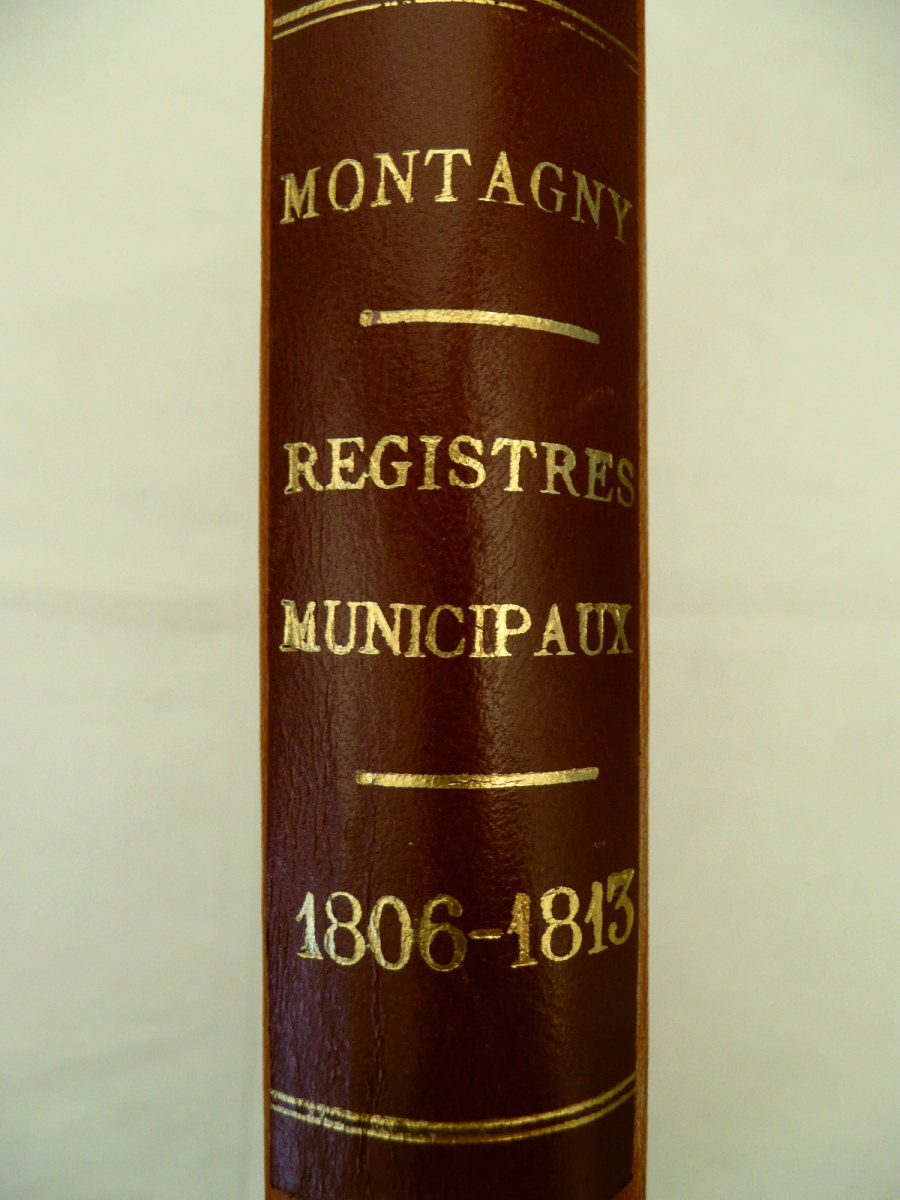 MONTAGNY
REGISTRES
MUNICIPAUX
1806-1813